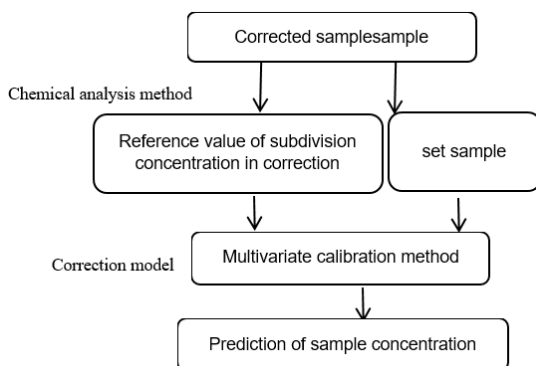 Corrected samplesample
Chemical analysis method
Reference value of subdivision
concentration in correction
set sample
Multivariate calibration method
Correction model
Prediction of sample concentration